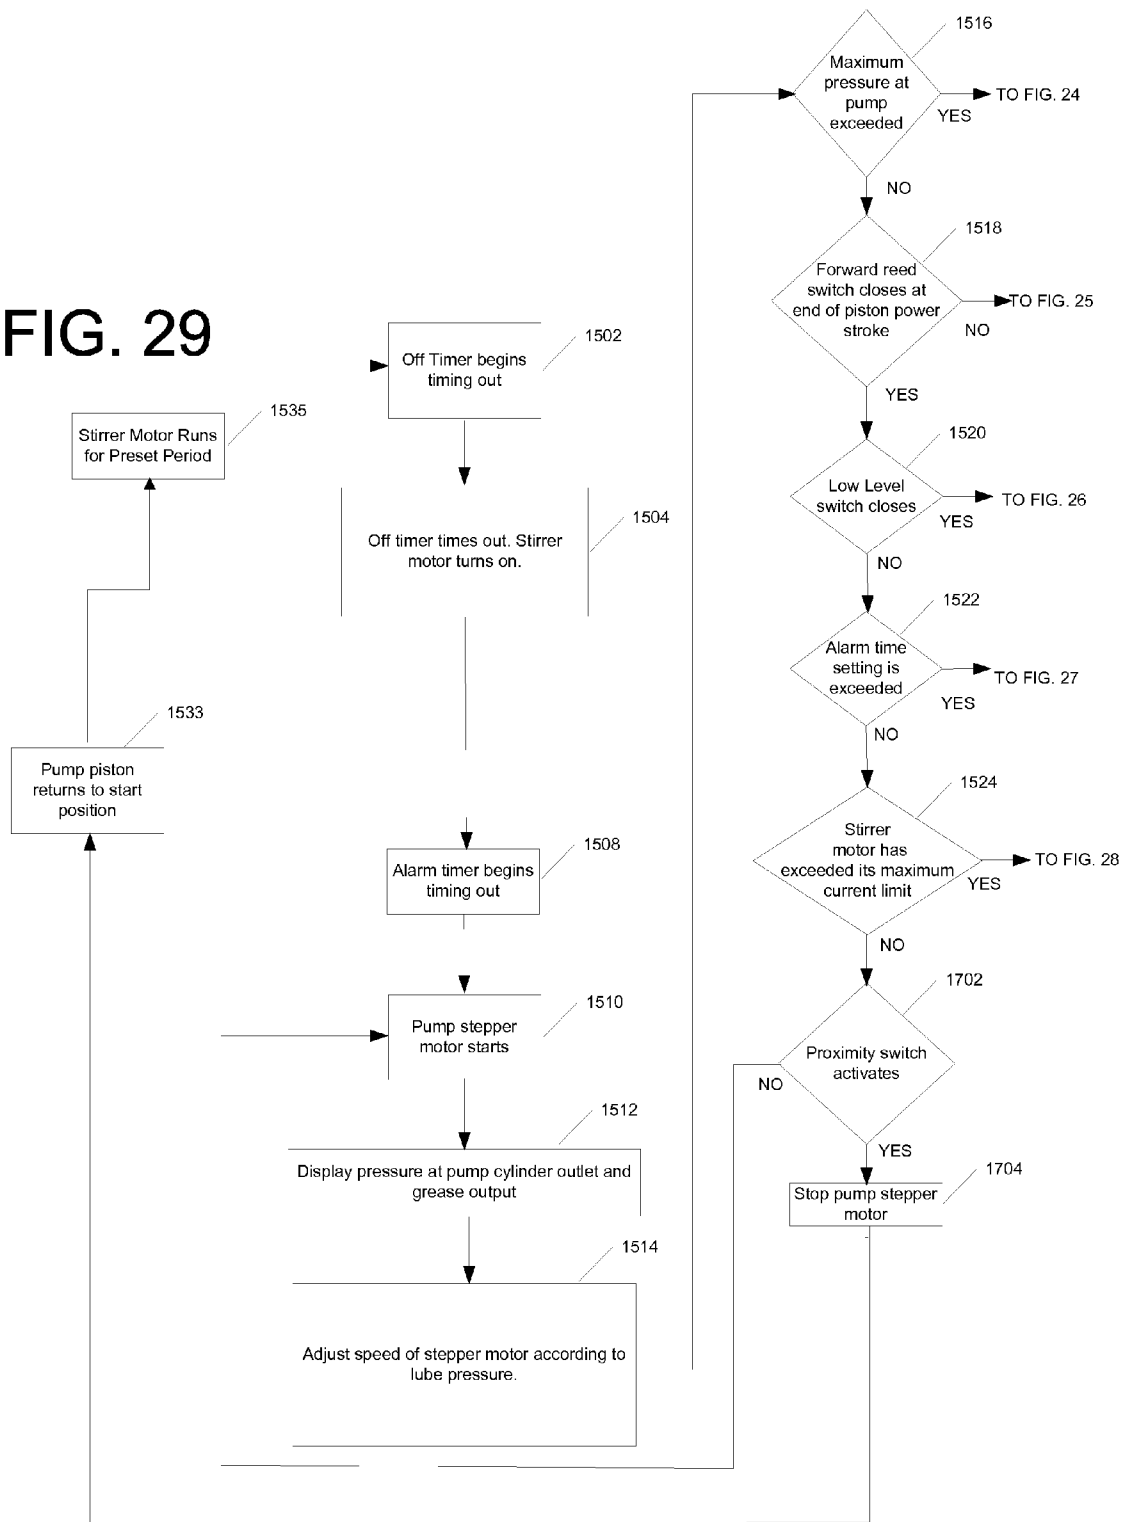 FIG. 29
1535
Stirrer Motor Runs
for Preset Period
1533
Pump piston
returns to start
position
1502
Off Timer begins
timing out
1504
Off timer times out. Stirrer
motor turns on.
1508
Alarm timer begins
timing out
1510
Pump stepper
motor starts
1512
Display pressure at pump cylinder outlet and
grease output
1514
Adjust speed of stepper motor according to
lube pressure.
1516
Maximum
pressure at
pump
exceeded
TO FIG. 24
YES
NO
1518
Forward reed
switch closes at
end of piston power
stroke
TO FIG. 25
NO
YES
1520
Low Level
switch closes
TO FIG. 26
YES
NO
1522
Alarm time
setting is
exceeded
TO FIG. 27
YES
NO
1524
Stirrer
motor has
exceeded its maximum
current limit
TO FIG. 28
YES
NO
1702
Proximity switch
activates
NO
YES
1704
Stop pump stepper
motor